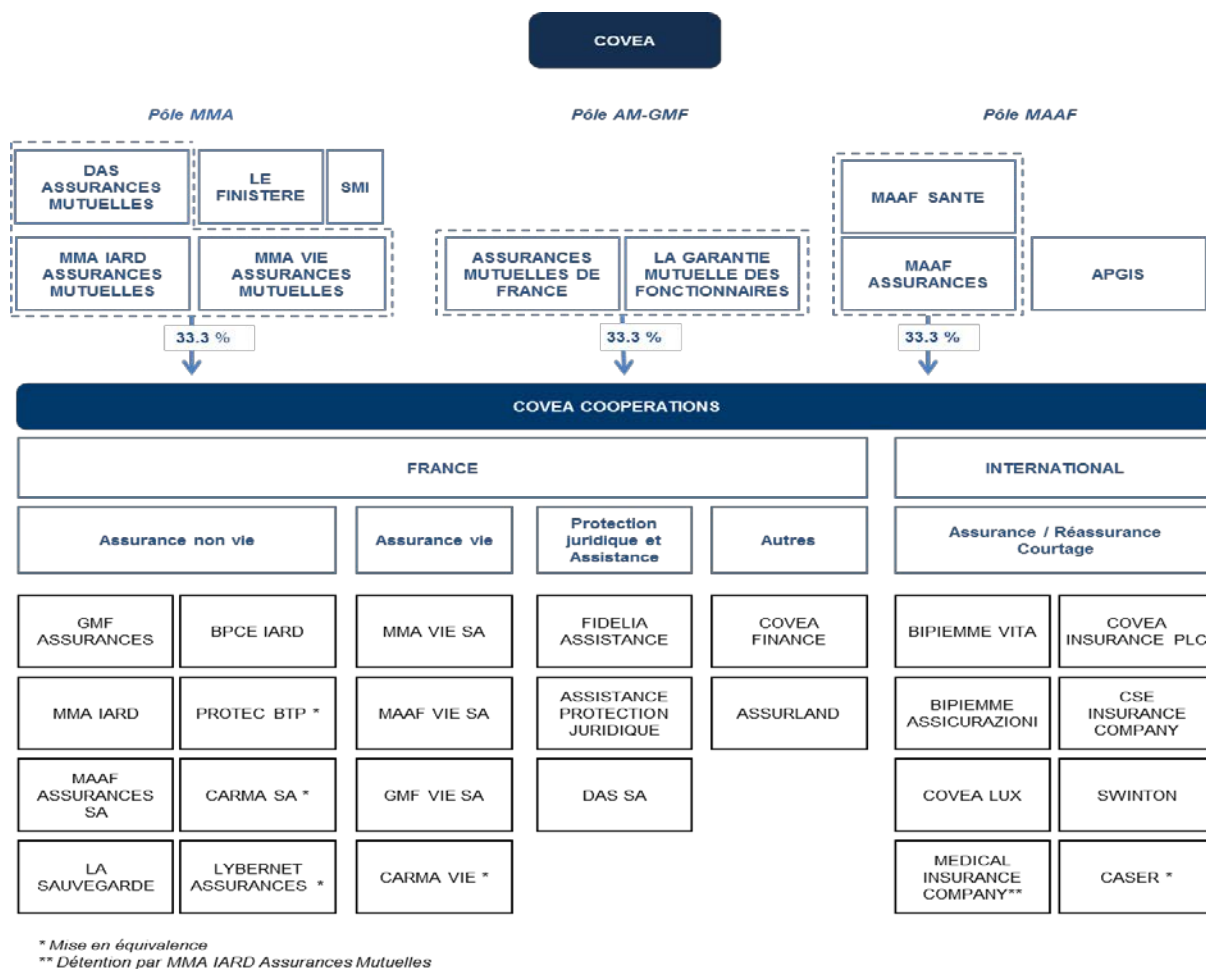 COVEA
Pôle MMA
Pôle AM-GMF
Pôle MAAF
DAS
ASSURANCES
MUTUELLES
LE
FINISTERE
SMI
MAAF SANTE
MMA IARD
ASSURANCES
MUTUELLES
MMA VIE
ASSURANCES
MUTUELLES
ASSURANCES
MUTUELLES DE
FRANCE
LA GARANTIE
MUTUELLE DES
FONCTIONNAIRES
MAAF
ASSURANCES
APGIS
33.3 %
33.3 %
33.3 %
COVEA COOPERATIONS
FRANCE
INTERNATIONAL
Assurance non vie
Assurance vie
Protection
juridique et
Assistance
Autres
Assurance / Réassurance
Courtage
GMF
ASSURANCES
BPCE IARD
MMA VIE SA
FIDELIA
ASSISTANCE
COVEA
FINANCE
BIPIEMME VITA
COVEA
INSURANCE PLC
MMA IARD
PROTEC BTP *
MAAF VIE SA
ASSISTANCE
PROTECTION
JURIDIQUE
ASSURLAND
BIPIEMME
ASSICURAZIONI
CSE
INSURANCE
COMPANY
MAAF
ASSURANCES
SA
CARMA SA *
GMF VIE SA
DAS SA
COVEA LUX
SWINTON
LA
SAUVEGARDE
LYBERNET
ASSURANCES *
CARMA VIE *
MEDICAL
INSURANCE
COMPANY**
CASER *
* Mise en équivalence
** Détention par MMA IARD Assurances Mutuelles